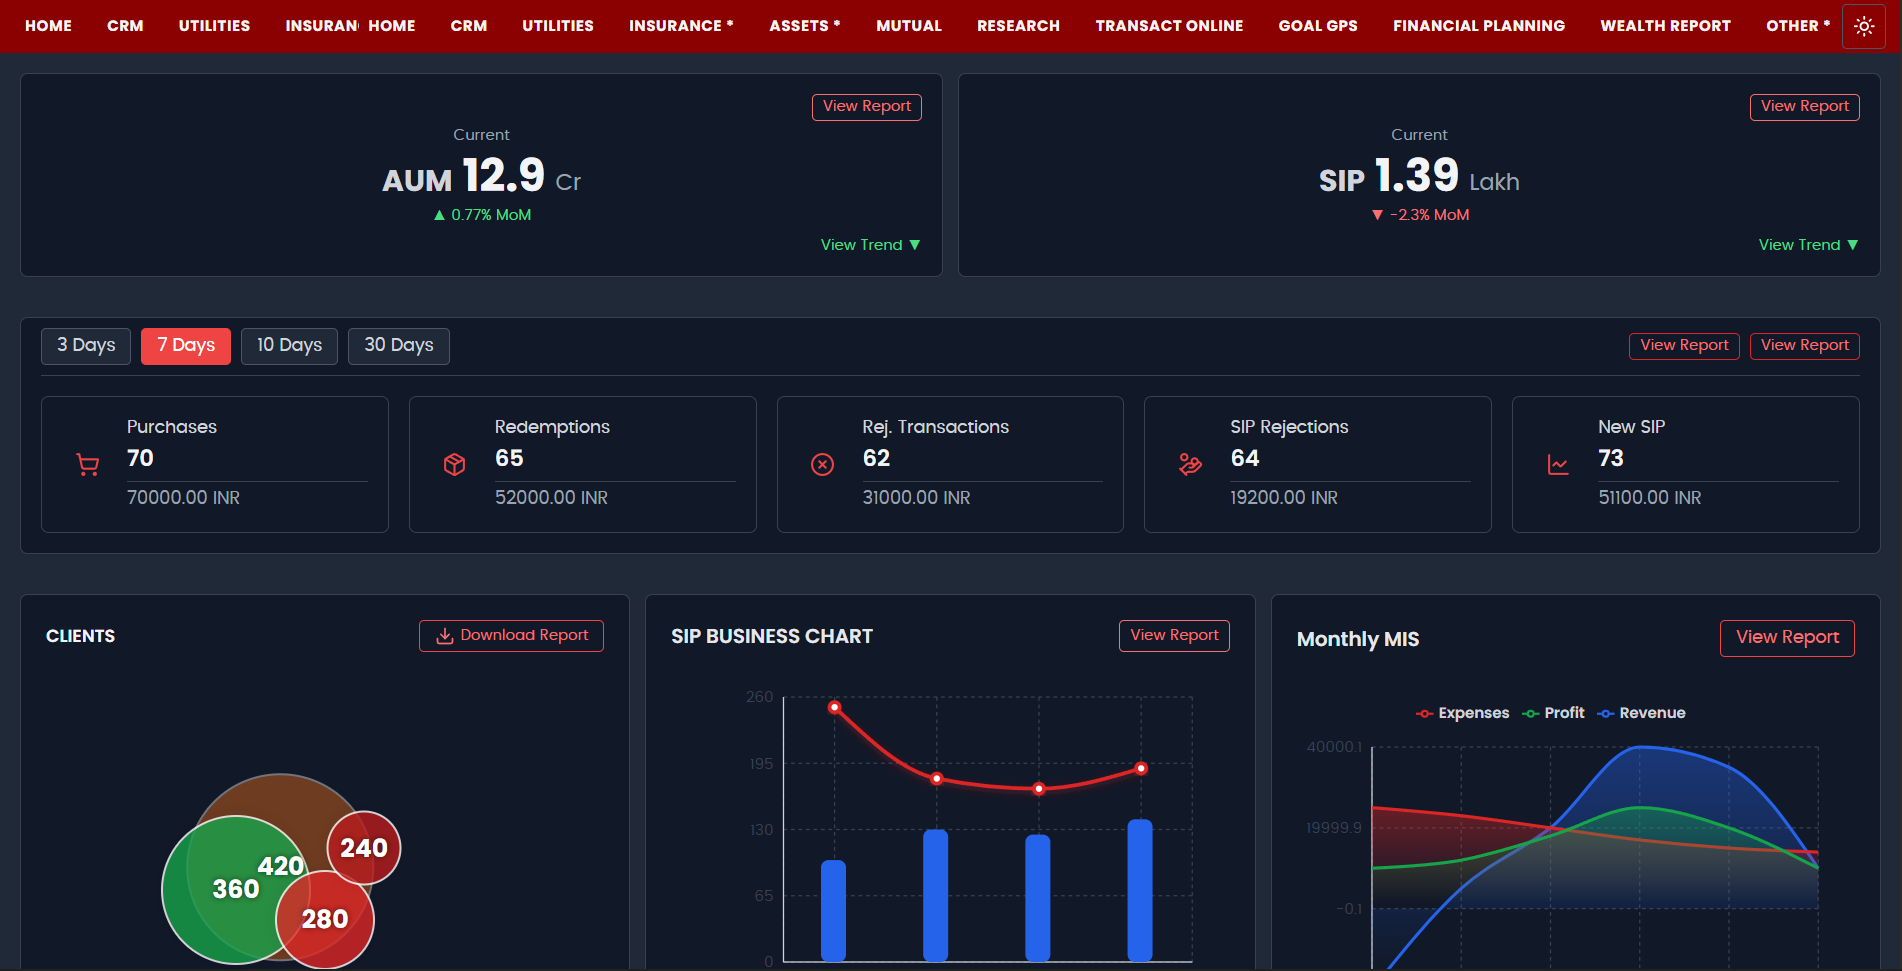 HOME CRM UTILITIES INSURAN HOME CRM UTILITIES INSURANCE * ASSETS * MUTUAL RESEARCH TRANSACT ONLINE GOAL GPS FINANCIAL PLANNING WEALTH REPORT OTHER *
View Report
Current
AUM 12.9 Cr
▲ 0.77% MoM
View Trend ▼
View Report
Current
SIP 1.39 Lakh
▼ -2.3% MoM
View Trend ▼
3 Days 7 Days 10 Days 30 Days View Report View Report
Purchases
70
70000.00 INR
Redemptions
65
52000.00 INR
Rej. Transactions
62
31000.00 INR
SIP Rejections
64
19200.00 INR
New SIP
73
51100.00 INR
CLIENTS Download Report
240
420
360
280
SIP BUSINESS CHART View Report
260
195
130
65
0
Monthly MIS View Report
Expenses Profit Revenue
40000.1
19999.9
-0.1